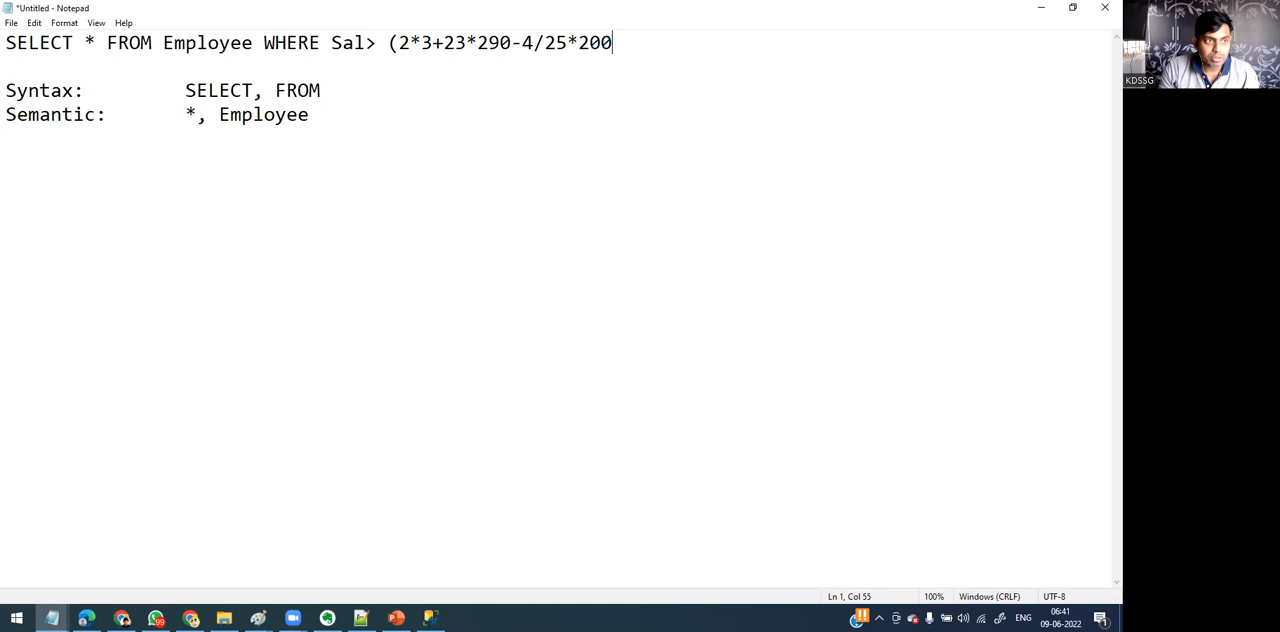 *Untitled - Notepad
File Edit Format View Help
SELECT * FROM Employee WHERE Sal> (2*3+23*290-4/25*200
Syntax: SELECT, FROM
Semantic: *, Employee
KDSSG
Ln 1, Col 55 100% Windows (CRLF) UTF-8
99
ENG
06:41
09-06-2022
1